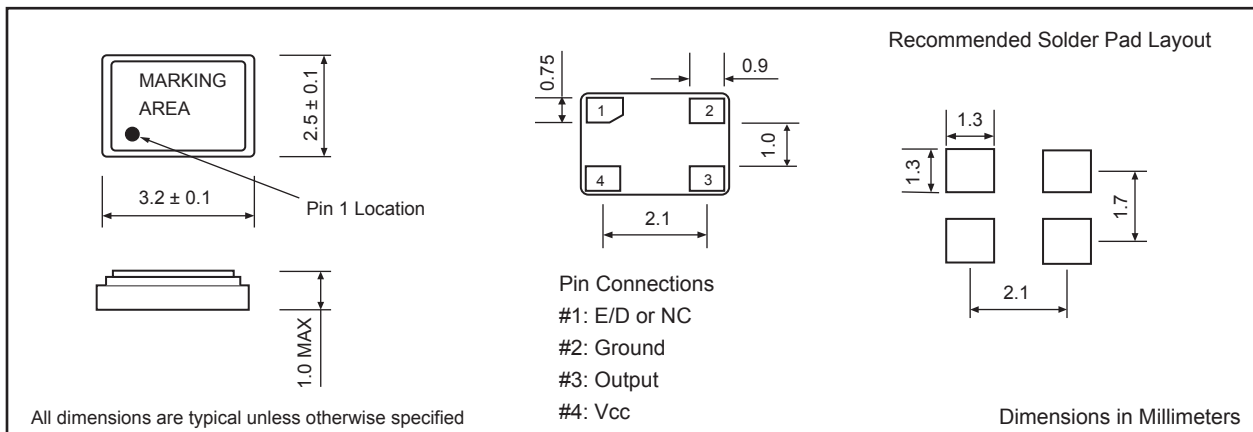 MARKING
AREA
2.5 ± 0.1
3.2 ± 0.1
Pin 1 Location
1.0 MAX
All dimensions are typical unless otherwise specified
0.75
0.9
1
2
1.0
4
3
2.1
Pin Connections
#1: E/D or NC
#2: Ground
#3: Output
#4: Vcc
Recommended Solder Pad Layout
1.3
1.3
1.7
2.1
Dimensions in Millimeters